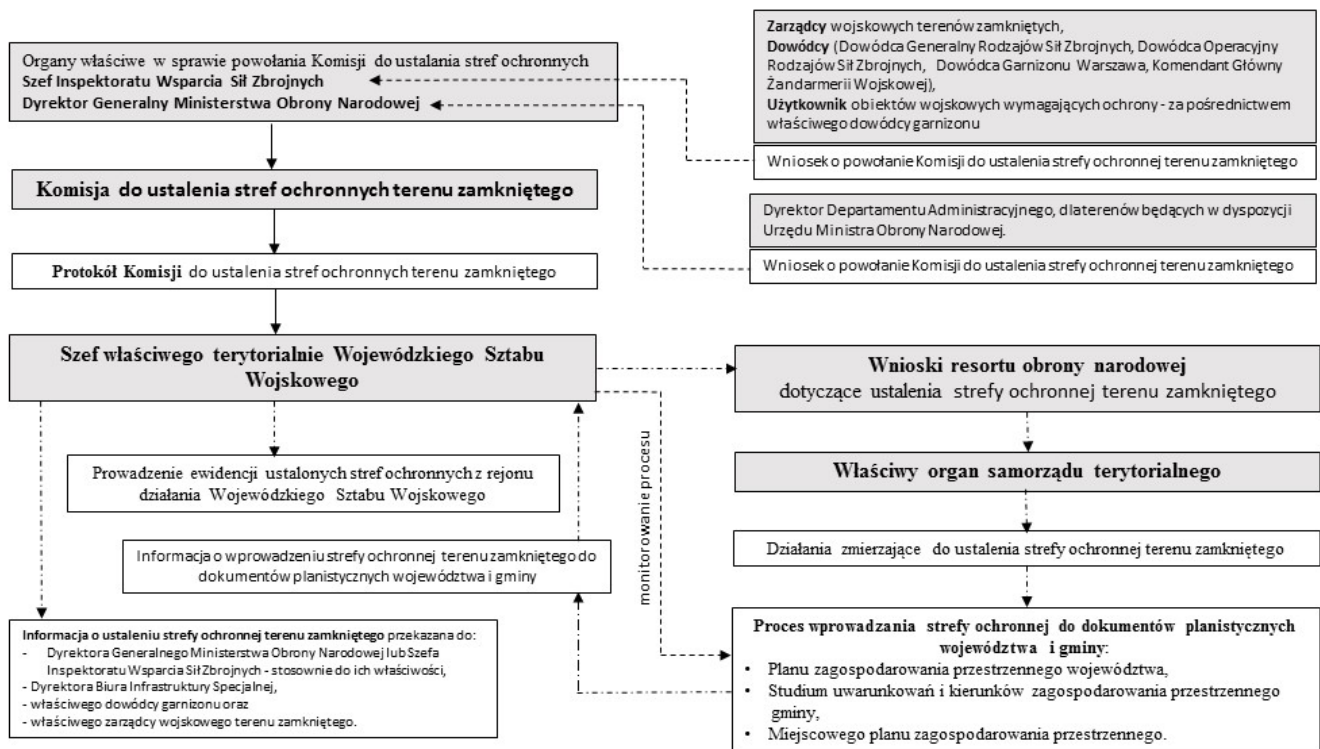 Organy właściwe w sprawie powołania Komisji do ustalania stref ochronnych
Szef Inspektoratu Wsparcia Sił Zbrojnych
Dyrektor Generalny Ministerstwa Obrony Narodowej
Zarządcy wojskowych terenów zamkniętych,
Dowódcy (Dowódca Generalny Rodzajów Sił Zbrojnych, Dowódca Operacyjny
Rodzajów Sił Zbrojnych, Dowódca Garnizonu Warszawa, Komendant Główny
Żandarmerii Wojskowej),
Użytkownik obiektów wojskowych wymagających ochrony - za pośrednictwem
właściwego dowódcy garnizonu
Wniosek o powołanie Komisji do ustalenia strefy ochronnej terenu zamkniętego
Komisja do ustalenia stref ochronnych terenu zamkniętego
Dyrektor Departamentu Administracyjnego, dla terenów będących w dyspozycji
Urzędu Ministra Obrony Narodowej.
Wniosek o powołanie Komisji do ustalenia strefy ochronnej terenu zamkniętego
Protokół Komisji do ustalenia stref ochronnych terenu zamkniętego
Szef właściwego terytorialnie Wojewódzkiego Sztabu
Wojskowego
Wnioski resortu obrony narodowej
dotyczące ustalenia strefy ochronnej terenu zamkniętego
Prowadzenie ewidencji ustalonych stref ochronnych z rejonu
działania Wojewódzkiego Sztabu Wojskowego
monitorowanie procesu
Właściwy organ samorządu terytorialnego
Informacja o wprowadzeniu strefy ochronnej terenu zamkniętego do
dokumentów planistycznych województwa i gminy
Działania zmierzające do ustalenia strefy ochronnej terenu zamkniętego
Informacja o ustaleniu strefy ochronnej terenu zamkniętego przekazana do:
- Dyrektora Generalnego Ministerstwa Obrony Narodowej lub Szefa
Inspektoratu Wsparcia Sił Zbrojnych - stosownie do ich właściwości,
- Dyrektora Biura Infrastruktury Specjalnej,
- właściwego dowódcy garnizonu oraz
- właściwego zarządcy wojskowego terenu zamkniętego.
Proces wprowadzania strefy ochronnej do dokumentów planistycznych
województwa i gminy:
• Planu zagospodarowania przestrzennego województwa,
• Studium uwarunkowań i kierunków zagospodarowania przestrzennego
gminy,
• Miejscowego planu zagospodarowania przestrzennego.